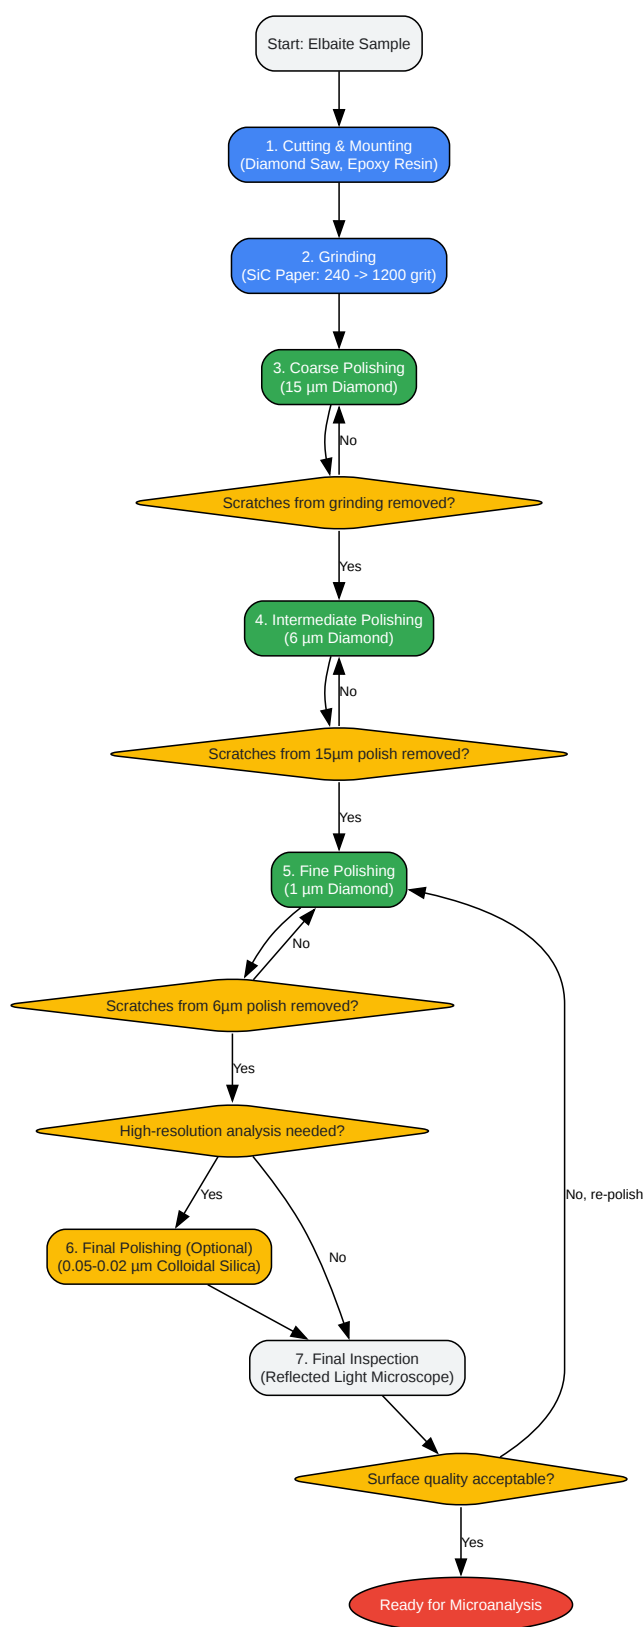 Start: Elbaite Sample
1. Cutting & Mounting
(Diamond Saw, Epoxy Resin)
2. Grinding
(SiC Paper: 240 -> 1200 grit)
3. Coarse Polishing
(15 µm Diamond)
No
Scratches from grinding removed?
Yes
4. Intermediate Polishing
(6 µm Diamond)
No
Scratches from 15µm polish removed?
Yes
5. Fine Polishing
(1 µm Diamond)
No
Scratches from 6µm polish removed?
Yes
High-resolution analysis needed?
Yes
No, re-polish
6. Final Polishing (Optional)
(0.05-0.02 µm Colloidal Silica)
No
7. Final Inspection
(Reflected Light Microscope)
Surface quality acceptable?
Yes
Ready for Microanalysis